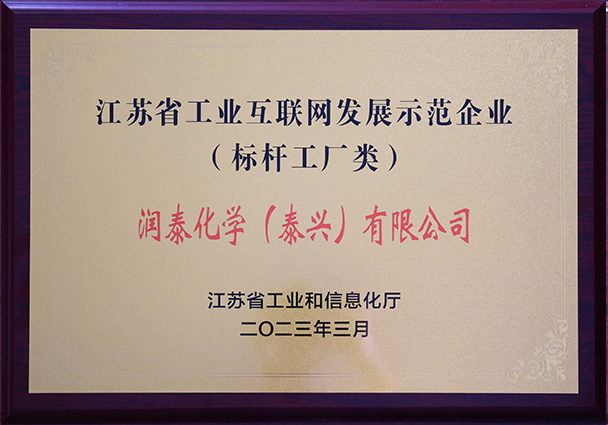 江苏省工业互联网发展示范企业
（标杆工厂类）
润泰化学（泰兴）有限公司
江苏省工业和信息化厅
二〇二三年三月